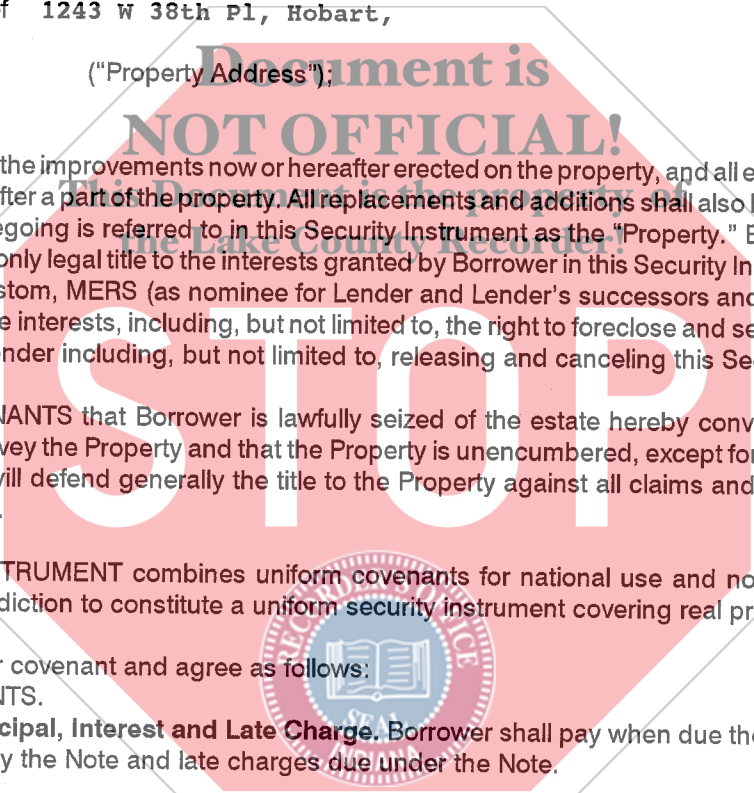 of 1243 W 38th Pl, Hobart,
Document is
("Property Address");
NOT OFFICIAL!
the improvements now or hereafter erected on the property, and all e
fter a part of the property. All replacements and additions shall also
This Document is the property of
egoing is referred to in this Security Instrument as the "Property."
the Lake County Recorder!
only legal title to the interests granted by Borrower in this Security In
stom, MERS (as nominee for Lender and Lender's successors and
e interests, including, but not limited to, the right to foreclose and se
ender including, but not limited to, releasing and canceling this Se
STOP
NANTS that Borrower is lawfully seized of the estate hereby conv
vey the Property and that the Property is unencumbered, except for
will defend generally the title to the Property against all claims and
TRUMENT combines uniform covenants for national use and no
diction to constitute a uniform security instrument covering real pr
RECORDER'S OFFICE
r covenant and agree as follows:
NTS.
SEAL
cipal, Interest and Late Charge. Borrower shall pay when due the
INDIANA
y the Note and late charges due under the Note.